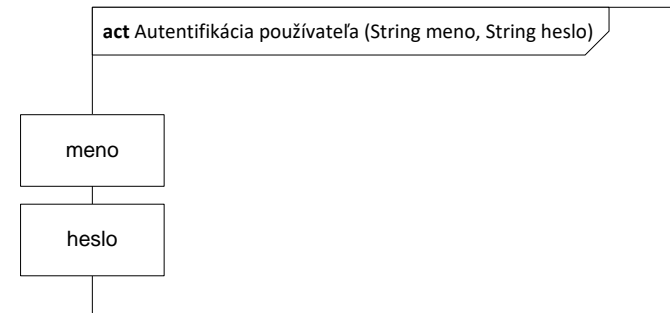 act Autentifikácia používateľa (String meno, String heslo)
meno
heslo